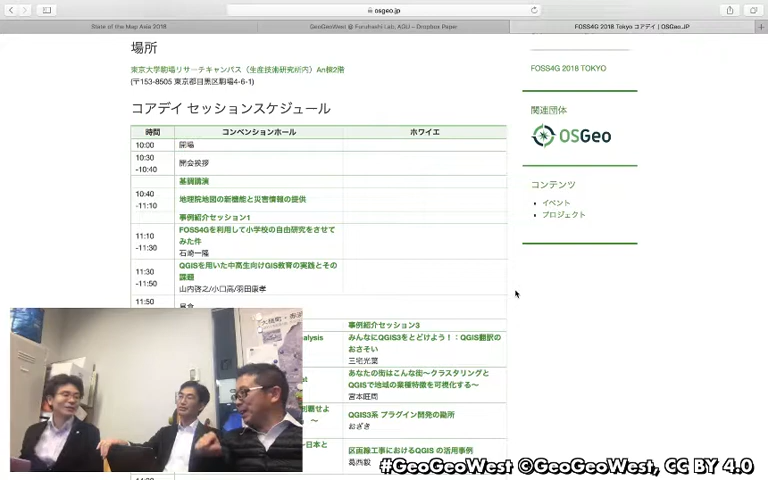 osgeo.jp
State of the Map Asia 2018
GeoGeoWest @ Furuhashi Lab, AGU – Dropbox Paper
FOSS4G 2018 Tokyo コアデイ | OSGeo.JP
場所
東京大学駒場リサーチキャンパス（生産技術研究所内）An棟2階
(〒153-8505 東京都目黒区駒場4-6-1)
コアデイ セッションスケジュール
時間 コンベンションホール ホワイエ
10:00 開場
10:30
-10:40 開会挨拶
基調講演
10:40
-11:10 地理院地図の新機能と災害情報の提供
事例紹介セッション1
11:10
-11:30
FOSS4Gを利用して小学校の自由研究をさせて
みた件
石崎一隆
11:30
-11:50
QGISを用いた中高生向けGIS教育の実践とその
課題
山内啓之/小口高/羽田康孝
11:50
昼食
事例紹介セッション3
alysis
みんなにQGIS3をとどけよう！：QGIS翻訳の
おさそい
三宅光葉
あなたの街はこんな街〜クラスタリングと
QGISで地域の業種特徴を可視化する〜
宮本旺周
QGIS3系 プラグイン開発の勘所
おざき
区画線工事におけるQGIS の活用事例
葛西毅
FOSS4G 2018 TOKYO
関連団体
OSGeo
コンテンツ
イベント
プロジェクト
#GeoGeoWest ©GeoGeoWest, CC BY 4.0